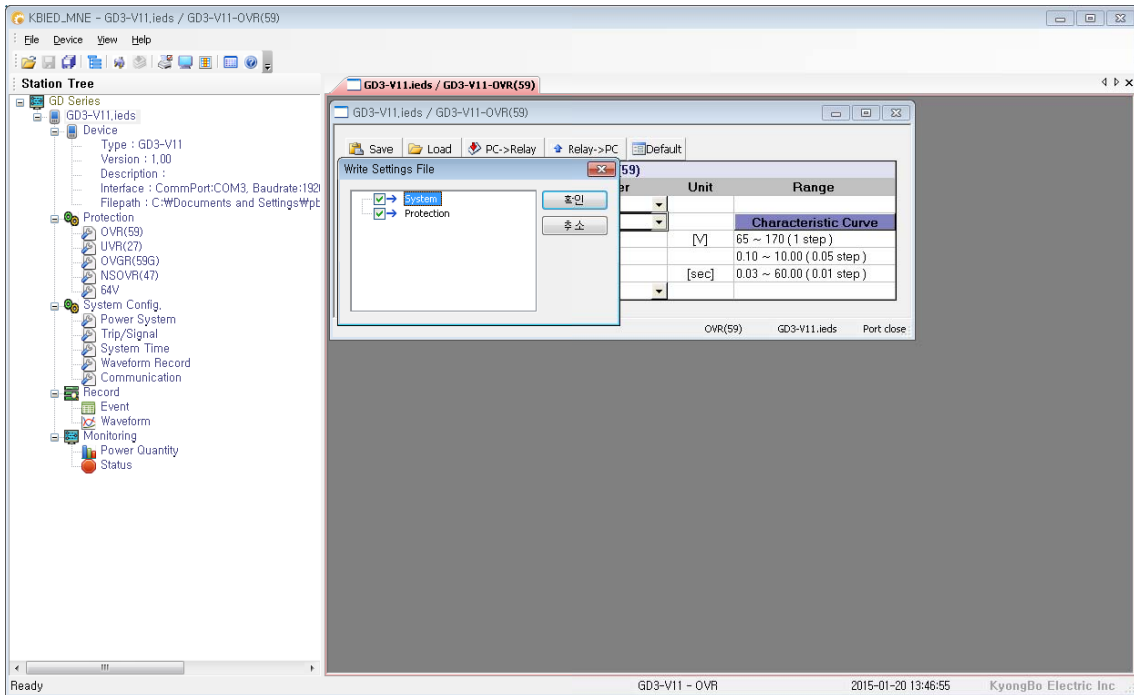 KBIED_MNE - GD3-V11,ieds / GD3-V11-OVR(59)
File Device View Help
Station Tree
GD Series
GD3-V11,ieds
Device
Type : GD3-V11
Version : 1,00
Description :
Interface : CommPort:COM3, Baudrate:192
Filepath : C:\Documents and Settings\pb
Protection
OVR(59)
UVR(27)
OVGR(59G)
NSOVR(47)
64V
System Config,
Power System
Trip/Signal
System Time
Waveform Record
Communication
Record
Event
Waveform
Monitoring
Power Quantity
Status
GD3-V11.ieds / GD3-V11-OVR(59)
GD3-V11,ieds / GD3-V11-OVR(59)
Save Load PC->Relay Relay->PC Default
59)
er Unit Range
Characteristic Curve
[V] 65 ~ 170 ( 1 step )
0.10 ~ 10.00 ( 0.05 step )
[sec] 0.03 ~ 60.00 ( 0.01 step )
OVR(59) GD3-V11.ieds Port close
Write Settings File
System
Protection
확인
취소
Ready
GD3-V11 - OVR
2015-01-20 13:46:55
KyongBo Electric Inc